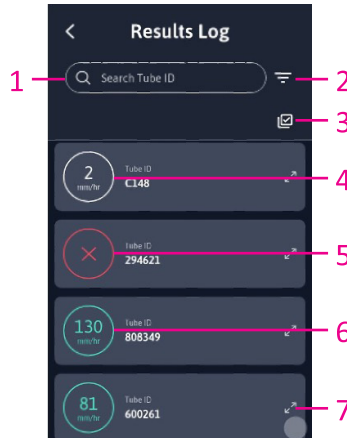 Results Log
1
Search Tube ID
2
3
2
mm/hr
Tube ID
C148
4
Tube ID
294621
5
130
mm/hr
Tube ID
808349
6
81
mm/hr
Tube ID
600261
7